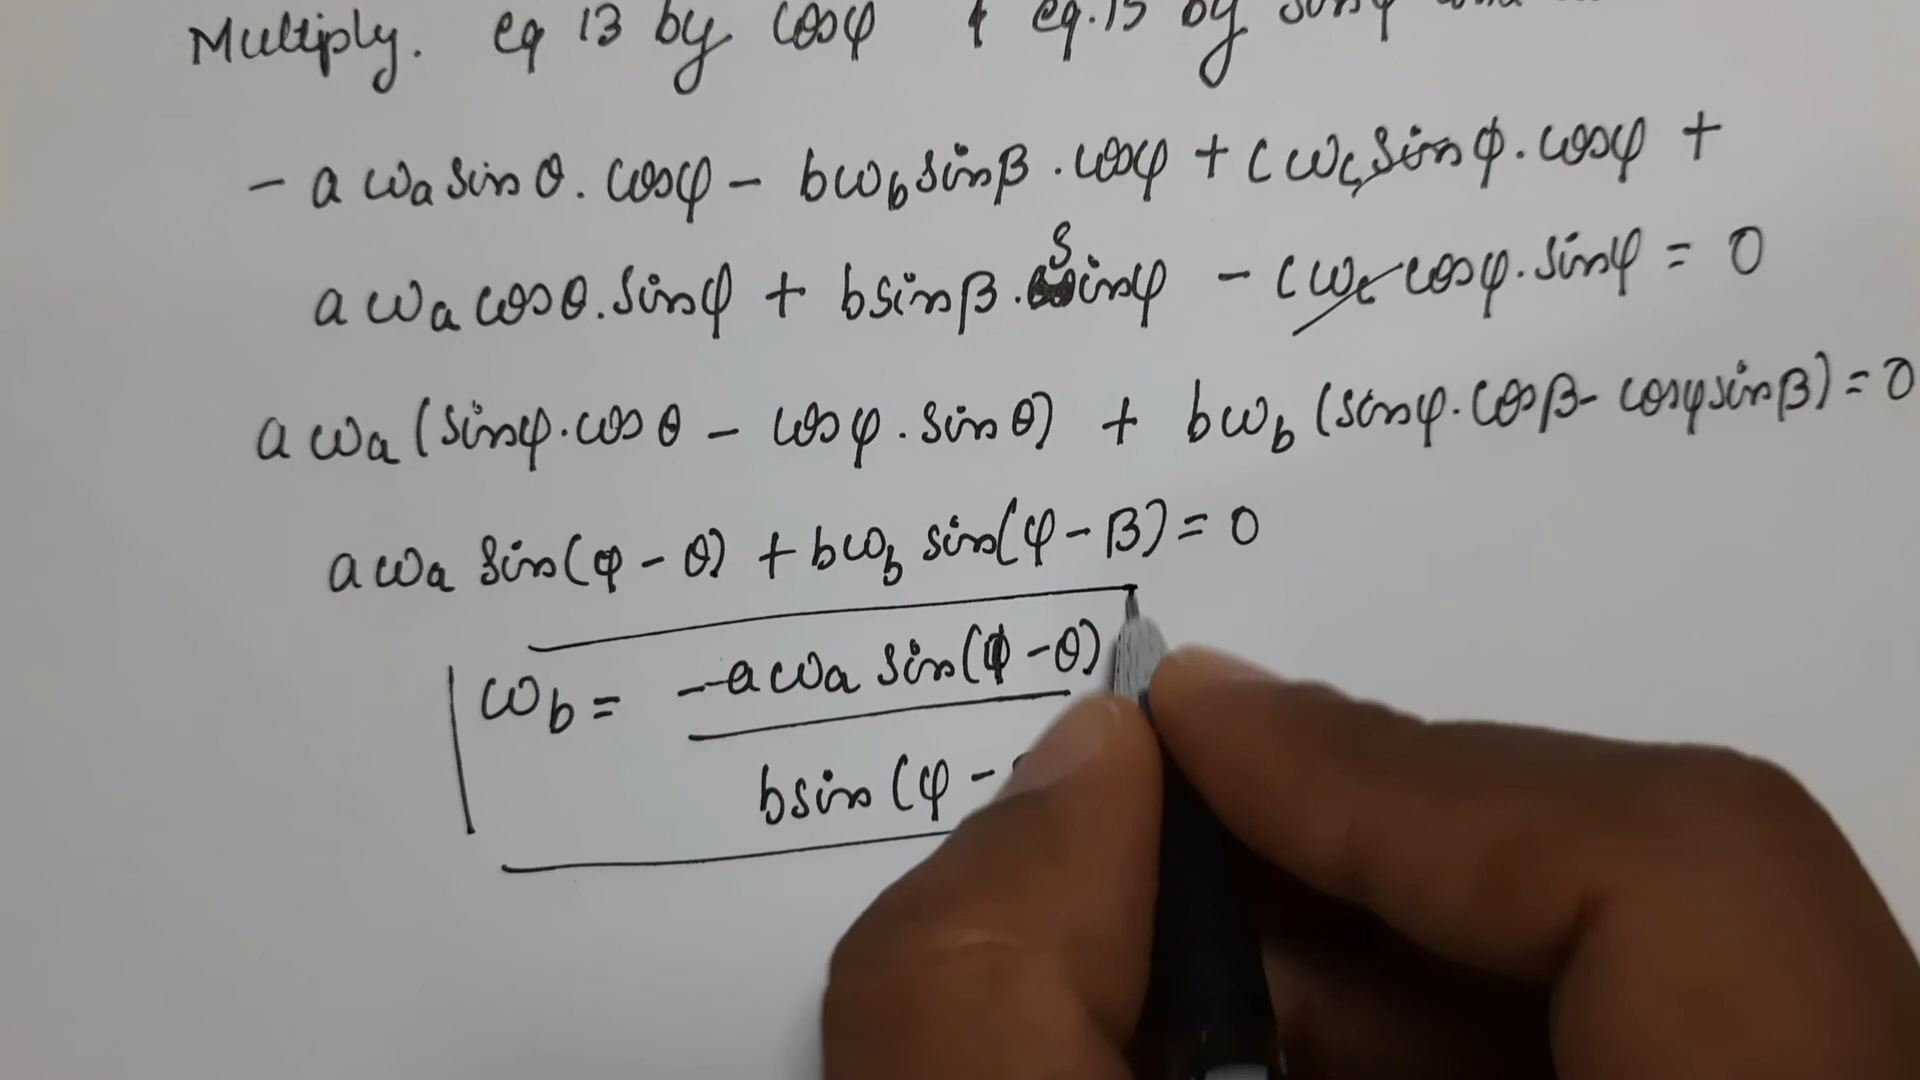 Multiply. eq 13 by cosφ & eq.15 by sinφ
- aωa sinθ. cosφ - bωb sinβ . cosφ + cωc sinφ. cosφ +
aωa cosθ. sinφ + b sinβ. sinφ - cωc cosφ. sinφ = 0
aωa (sinφ. cosθ - cosφ. sinθ) + bωb (sinφ. cosβ- cosφ sinβ) = 0
aωa sin(φ - θ) + bωb sin(φ - β) = 0
ωb = -aωa sin(φ - θ)
b sin (φ -